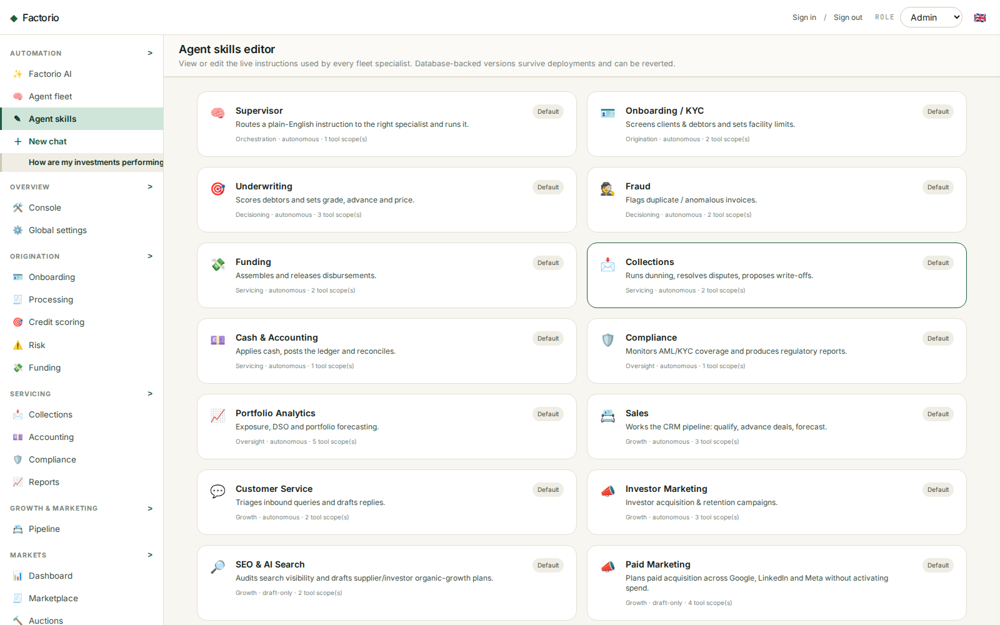 Factorio
Sign in / Sign out ROLE Admin
AUTOMATION >
Factorio AI
Agent fleet
Agent skills
New chat
How are my investments performing
OVERVIEW >
Console
Global settings
ORIGINATION >
Onboarding
Processing
Credit scoring
Risk
Funding
SERVICING >
Collections
Accounting
Compliance
Reports
GROWTH & MARKETING >
Pipeline
MARKETS >
Dashboard
Marketplace
Auctions
Agent skills editor
View or edit the live instructions used by every fleet specialist. Database-backed versions survive deployments and can be reverted.
Supervisor
Default
Routes a plain-English instruction to the right specialist and runs it.
Orchestration · autonomous · 1 tool scope(s)
Onboarding / KYC
Default
Screens clients & debtors and sets facility limits.
Origination · autonomous · 2 tool scope(s)
Underwriting
Default
Scores debtors and sets grade, advance and price.
Decisioning · autonomous · 3 tool scope(s)
Fraud
Default
Flags duplicate / anomalous invoices.
Decisioning · autonomous · 2 tool scope(s)
Funding
Default
Assembles and releases disbursements.
Servicing · autonomous · 2 tool scope(s)
Collections
Default
Runs dunning, resolves disputes, proposes write-offs.
Servicing · autonomous · 2 tool scope(s)
Cash & Accounting
Default
Applies cash, posts the ledger and reconciles.
Servicing · autonomous · 1 tool scope(s)
Compliance
Default
Monitors AML/KYC coverage and produces regulatory reports.
Oversight · autonomous · 1 tool scope(s)
Portfolio Analytics
Default
Exposure, DSO and portfolio forecasting.
Oversight · autonomous · 5 tool scope(s)
Sales
Default
Works the CRM pipeline: qualify, advance deals, forecast.
Growth · autonomous · 3 tool scope(s)
Customer Service
Default
Triages inbound queries and drafts replies.
Growth · autonomous · 2 tool scope(s)
Investor Marketing
Default
Investor acquisition & retention campaigns.
Growth · autonomous · 3 tool scope(s)
SEO & AI Search
Default
Audits search visibility and drafts supplier/investor organic-growth plans.
Growth · draft-only · 2 tool scope(s)
Paid Marketing
Default
Plans paid acquisition across Google, LinkedIn and Meta without activating
spend.
Growth · draft-only · 4 tool scope(s)